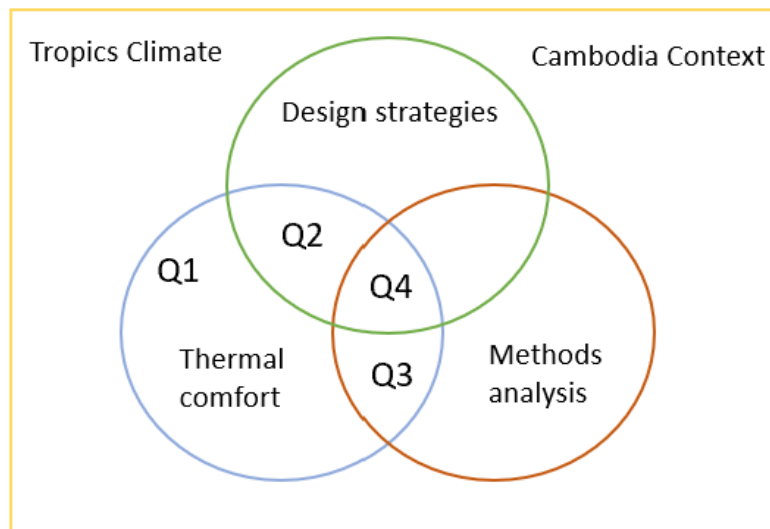 Tropics Climate
Cambodia Context
Design strategies
Q2
Q1
Q4
Thermal
comfort
Q3
Methods
analysis